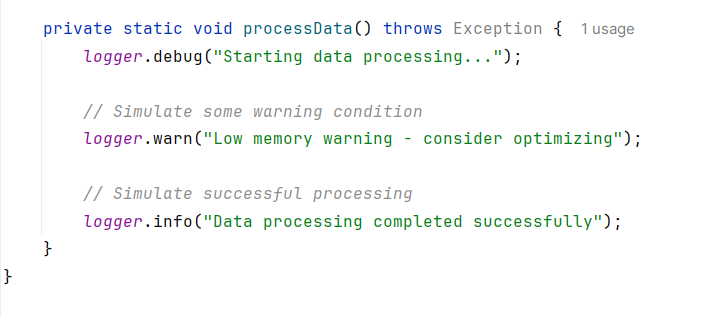 private static void processData() throws Exception { 1 usage
logger.debug("Starting data processing...");
// Simulate some warning condition
logger.warn("Low memory warning - consider optimizing");
// Simulate successful processing
logger.info("Data processing completed successfully");
}
}